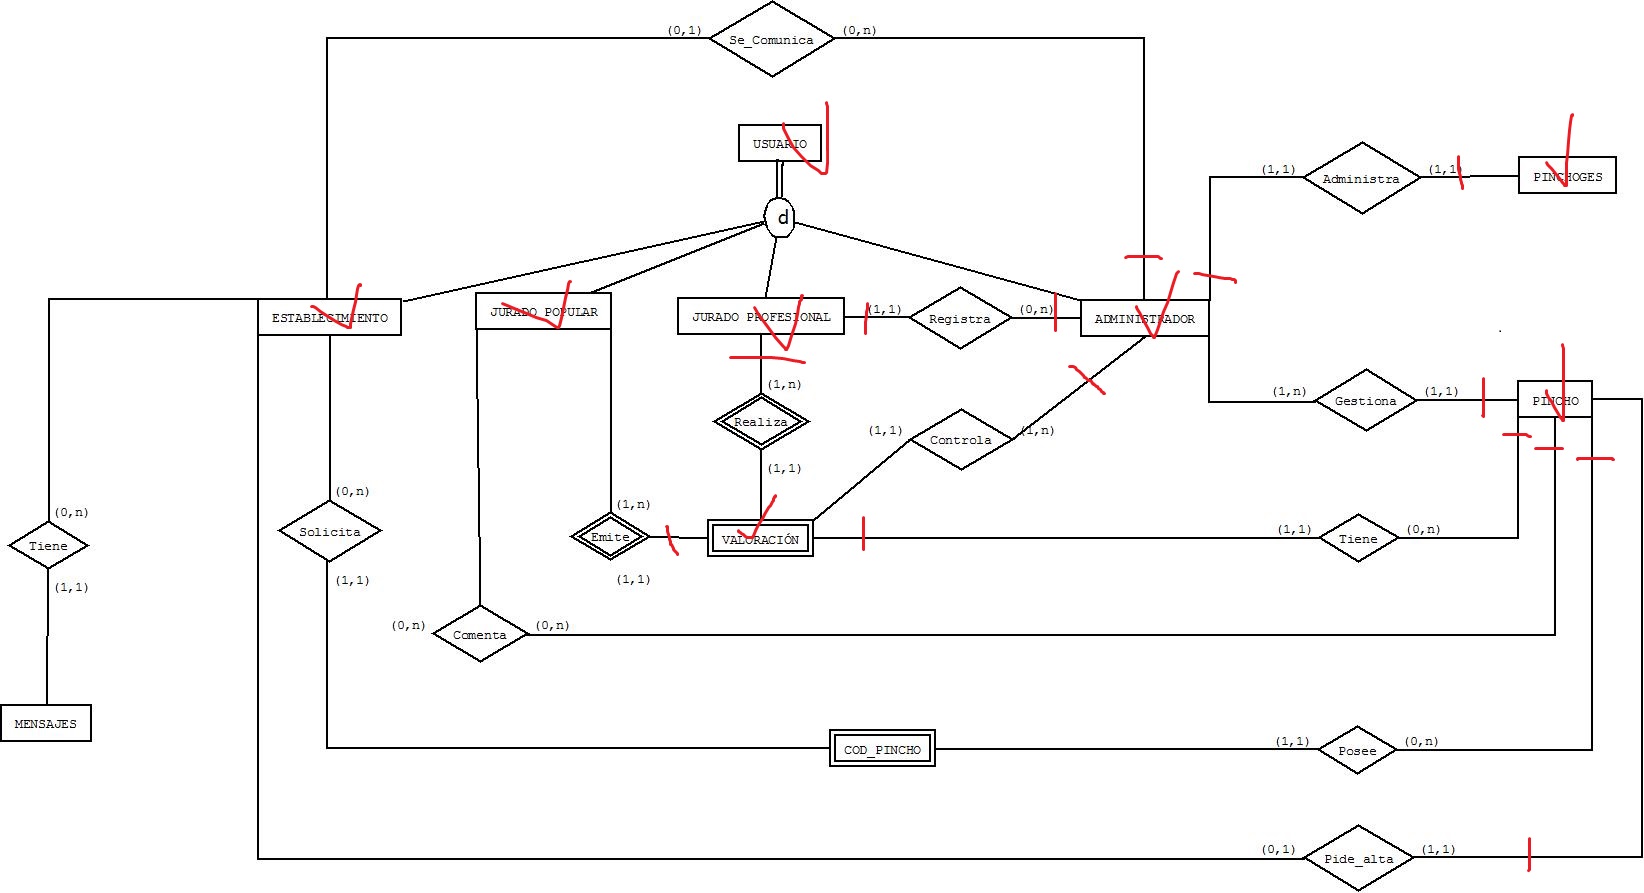 (0,1)
Se_Comunica
(0,n)
USUARIO
d
(1,1)
Administra
(1,1)
PINCHOGES
ESTABLECIMIENTO
JURADO POPULAR
JURADO PROFESIONAL
(1,1)
Registra
(0,n)
ADMINISTRADOR
(1,n)
Gestiona
(1,1)
PINCHO
(1,n)
Realiza
(1,1)
(1,1)
Controla
(1,n)
(0,n)
Tiene
(1,1)
(0,n)
Solicita
(1,1)
(1,n)
Emite
(1,1)
VALORACIÓN
(1,1)
Tiene
(0,n)
(0,n)
Comenta
(0,n)
MENSAJES
COD_PINCHO
(1,1)
Posee
(0,n)
(0,1)
Pide_alta
(1,1)